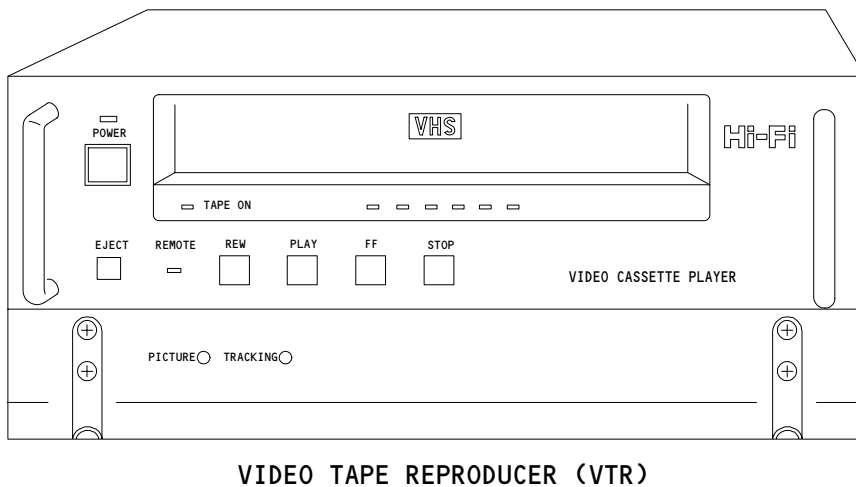 VHS
Hi-Fi
POWER
TAPE ON
EJECT REMOTE REW PLAY FF STOP
VIDEO CASSETTE PLAYER
PICTURE TRACKING
VIDEO TAPE REPRODUCER (VTR)